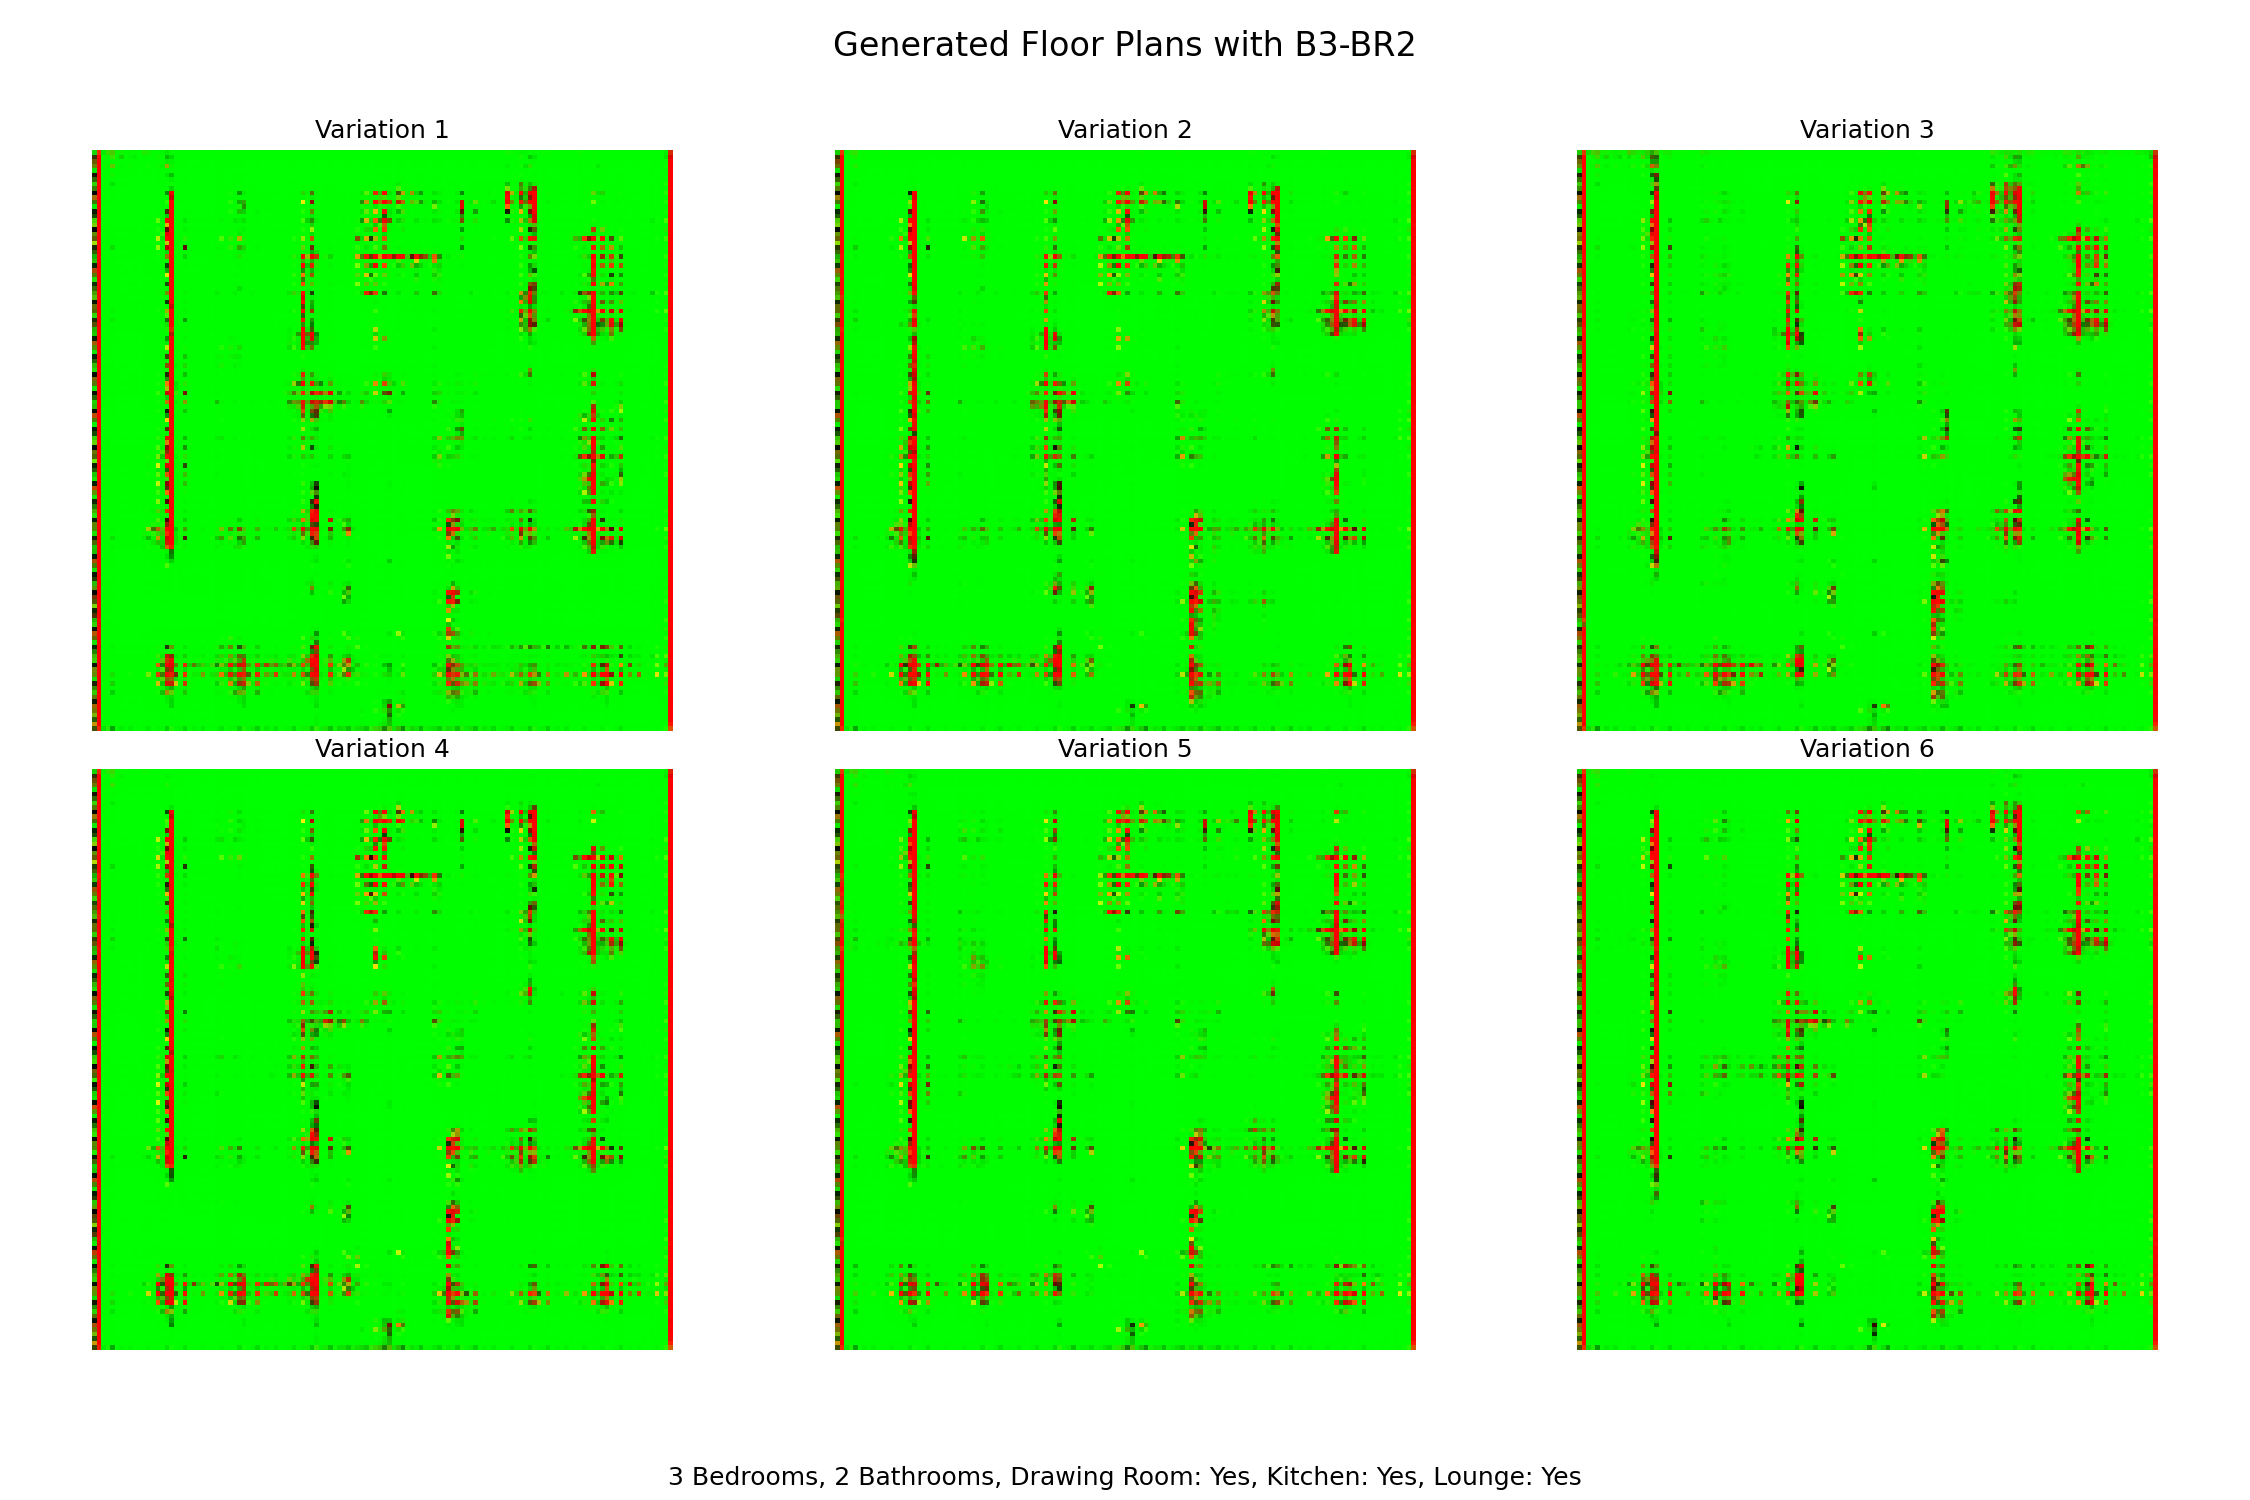 Generated Floor Plans with B3-BR2
Variation 1
Variation 2
Variation 3
Variation 4
Variation 5
Variation 6
3 Bedrooms, 2 Bathrooms, Drawing Room: Yes, Kitchen: Yes, Lounge: Yes